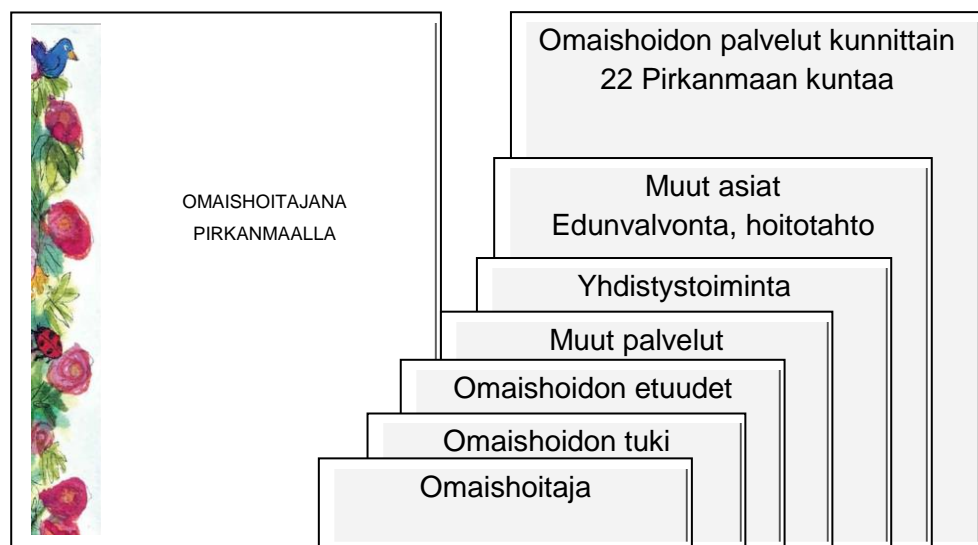 OMAISHOITAJANA
PIRKANMAALLA
Omaishoidon palvelut kunnittain
22 Pirkanmaan kuntaa
Muut asiat
Edunvalvonta, hoitotahto
Yhdistystoiminta
Muut palvelut
Omaishoidon etuudet
Omaishoidon tuki
Omaishoitaja